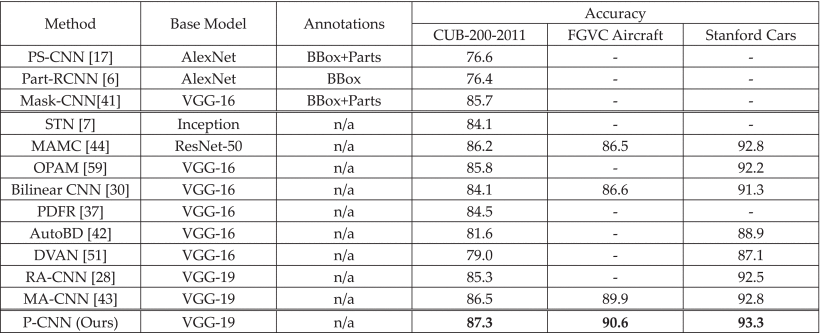 Method Base Model Annotations Accuracy
CUB-200-2011 FGVC Aircraft Stanford Cars
PS-CNN [17] AlexNet BBox+Parts 76.6 - -
Part-RCNN [6] AlexNet BBox 76.4 - -
Mask-CNN[41] VGG-16 BBox+Parts 85.7 - -
STN [7] Inception n/a 84.1 - -
MAMC [44] ResNet-50 n/a 86.2 86.5 92.8
OPAM [59] VGG-16 n/a 85.8 - 92.2
Bilinear CNN [30] VGG-16 n/a 84.1 86.6 91.3
PDFR [37] VGG-16 n/a 84.5 - -
AutoBD [42] VGG-16 n/a 81.6 - 88.9
DVAN [51] VGG-16 n/a 79.0 - 87.1
RA-CNN [28] VGG-19 n/a 85.3 - 92.5
MA-CNN [43] VGG-19 n/a 86.5 89.9 92.8
P-CNN (Ours) VGG-19 n/a 87.3 90.6 93.3